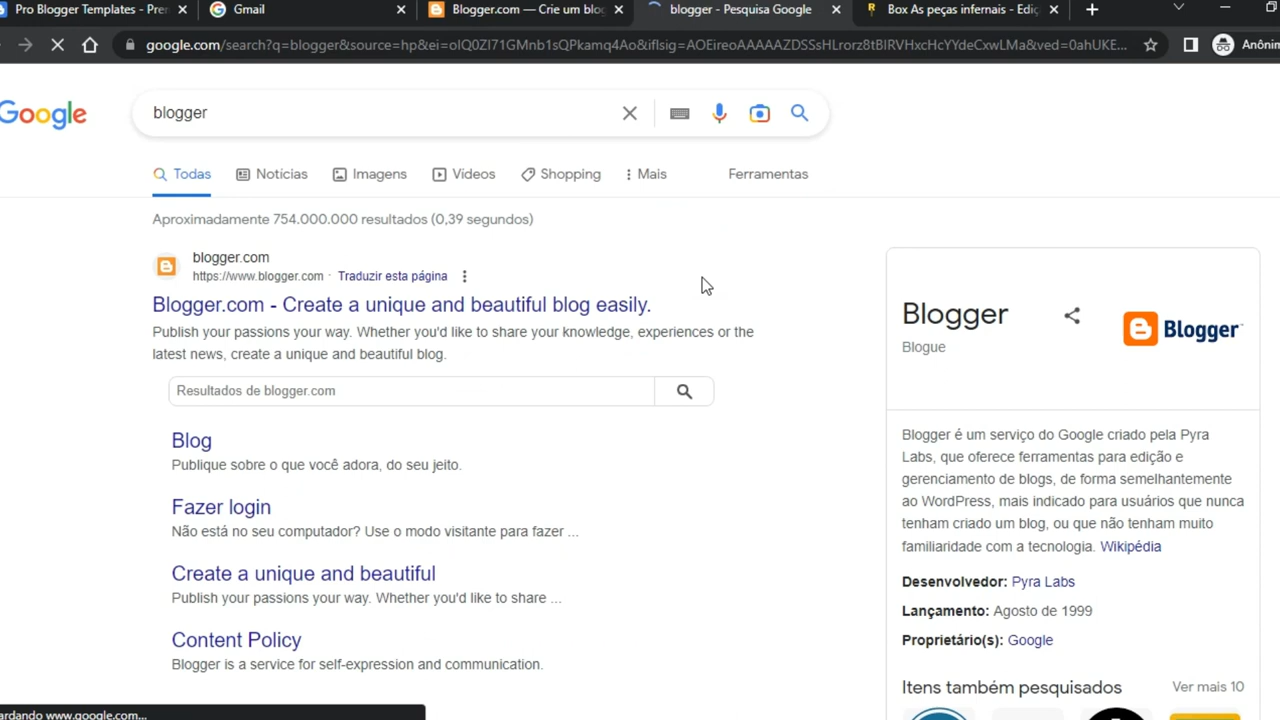 Pro Blogger Templates - Pre
Gmail
Blogger.com — Crie um blog
blogger - Pesquisa Google
Box As peças infernais - Ediç
google.com/search?q=blogger&source=hp&ei=oIQ0ZI71GMnb1sQPkamq4Ao&iflsig=AOEireoAAAAAZDSSsHLrorz8tBIRVHxcHcYYdeCxwLMa&ved=0ahUKE...
Anônim
Google
blogger
Todas
Notícias
Imagens
Vídeos
Shopping
Mais
Ferramentas
Aproximadamente 754.000.000 resultados (0,39 segundos)
blogger.com
https://www.blogger.com · Traduzir esta página
Blogger.com - Create a unique and beautiful blog easily.
Publish your passions your way. Whether you'd like to share your knowledge, experiences or the
latest news, create a unique and beautiful blog.
Resultados de blogger.com
Blog
Publique sobre o que você adora, do seu jeito.
Fazer login
Não está no seu computador? Use o modo visitante para fazer ...
Create a unique and beautiful
Publish your passions your way. Whether you'd like to share ...
Content Policy
Blogger is a service for self-expression and communication.
Blogger
Blogue
Blogger
Blogger é um serviço do Google criado pela Pyra
Labs, que oferece ferramentas para edição e
gerenciamento de blogs, de forma semelhantemente
ao WordPress, mais indicado para usuários que nunca
tenham criado um blog, ou que não tenham muito
familiaridade com a tecnologia. Wikipédia
Desenvolvedor: Pyra Labs
Lançamento: Agosto de 1999
Proprietário(s): Google
Itens também pesquisados
Ver mais 10
ardando www.google.com...